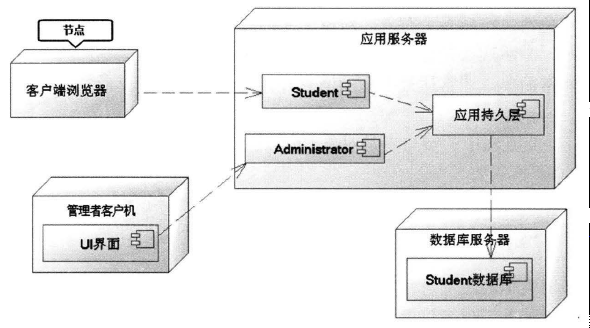 节点
客户端浏览器
应用服务器
Student
应用持久层
Administrator
管理者客户机
UI界面
数据库服务器
Student数据库